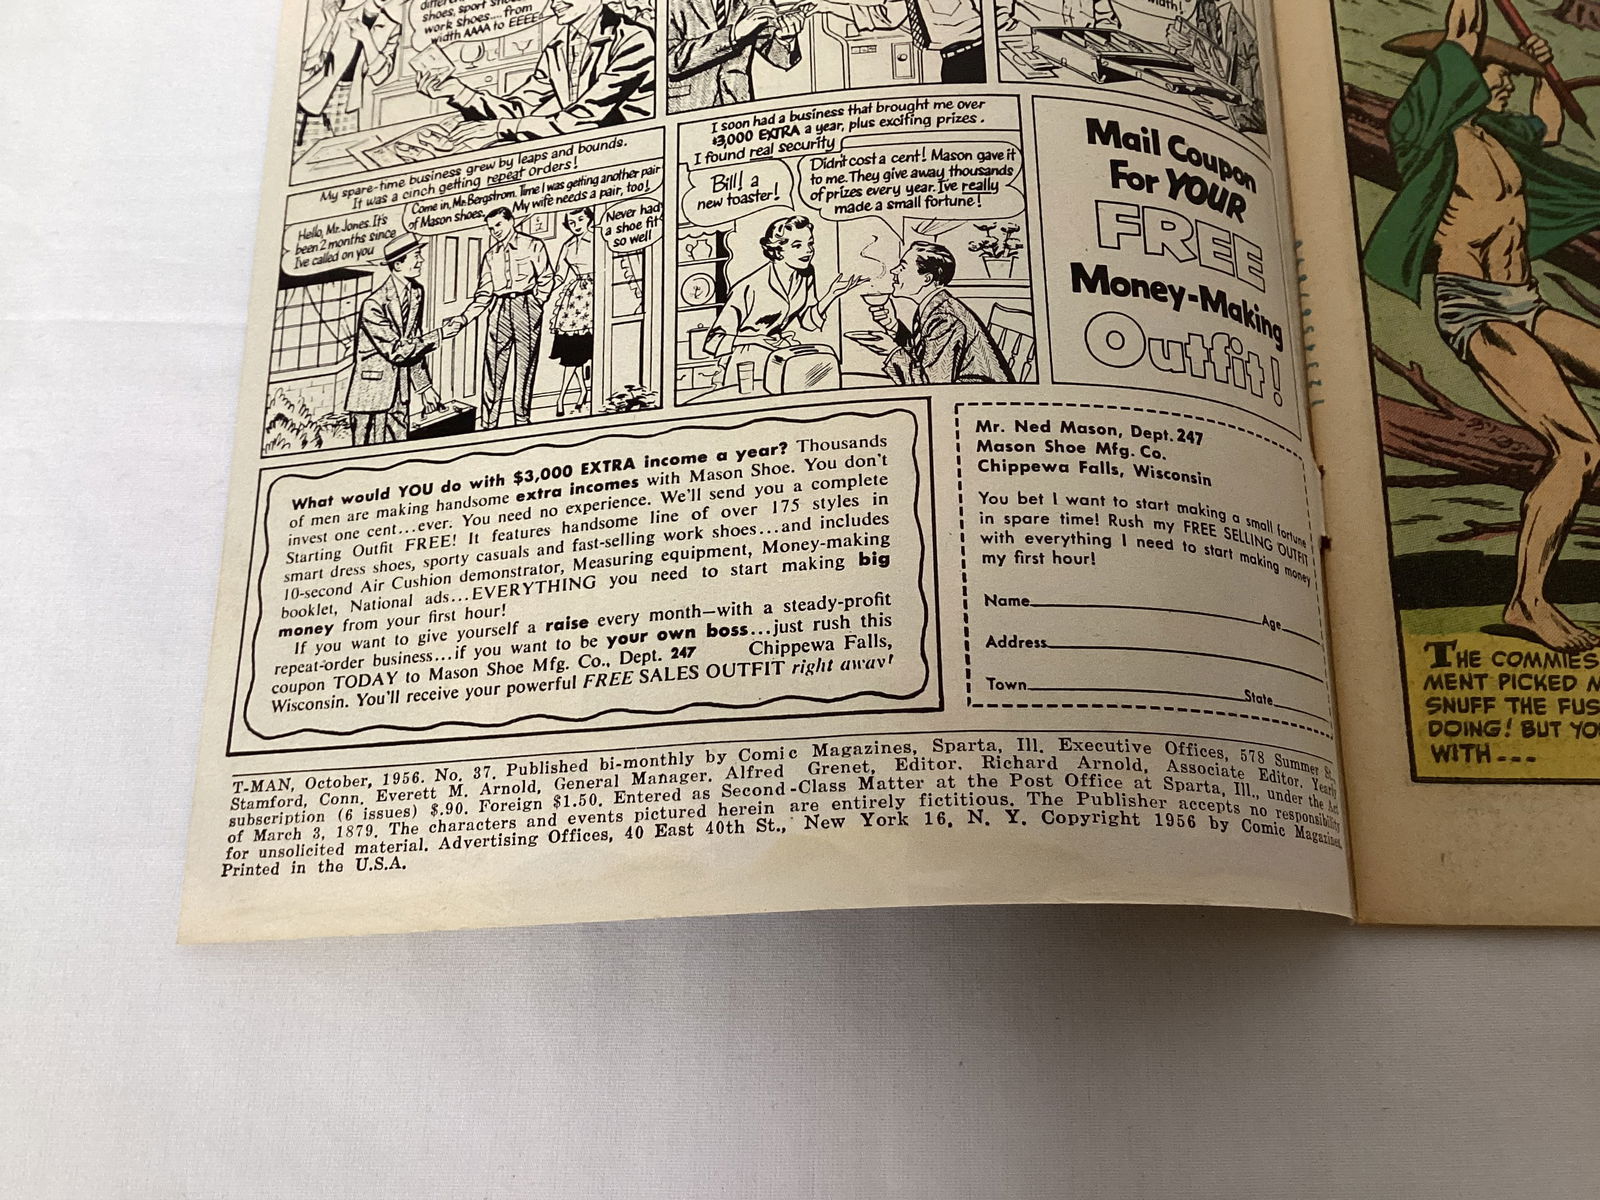 shoes, sport
work shoes.... from
width AAAA to EEEE
width!
My spare-time business grew by leaps and bounds.
It was a cinch getting repeat orders!
Hello, Mr. Jones. It's
been 2 months since
I've called on you
Come in, Mr. Bergstrom. Time I was getting another pair
of Mason shoes.
My wife needs a pair, too!
Never had
a shoe fit
so well
I soon had a business that brought me over
$3,000 EXTRA a year, plus exciting prizes.
I found real security
Bill! a
new toaster!
Didn't cost a cent! Mason gave it
to me. They give away thousands
of prizes every year. I've really
made a small fortune!
Mail Coupon
For YOUR
FREE
Money-Making
Outfit!
What would YOU do with $3,000 EXTRA income a year? Thousands
of men are making handsome extra incomes with Mason Shoe. You don't
invest one cent...ever. You need no experience. We'll send you a complete
Starting Outfit FREE! It features handsome line of over 175 styles in
smart dress shoes, sporty casuals and fast-selling work shoes...and includes
10-second Air Cushion demonstrator, Measuring equipment, Money-making
booklet, National ads...EVERYTHING you need to start making big
money from your first hour!
If you want to give yourself a raise every month—with a steady-profit
repeat-order business...if you want to be your own boss...just rush this
coupon TODAY to Mason Shoe Mfg. Co., Dept. 247 Chippewa Falls,
Wisconsin. You'll receive your powerful FREE SALES OUTFIT right away!
Mr. Ned Mason, Dept. 247
Mason Shoe Mfg. Co.
Chippewa Falls, Wisconsin
You bet I want to start making a small fortune
in spare time! Rush my FREE SELLING OUTFIT
with everything I need to start making money
my first hour!
Name Age
Address
Town State
T-MAN, October, 1956. No. 37. Published bi-monthly by Comic Magazines, Sparta, Ill. Executive Offices, 578 Summer St.,
Stamford, Conn. Everett M. Arnold, General Manager. Alfred Grenet, Editor. Richard Arnold, Associate Editor. Yearly
subscription (6 issues) $.90. Foreign $1.50. Entered as Second-Class Matter at the Post Office at Sparta, Ill., under the Act
of March 3, 1879. The characters and events pictured herein are entirely fictitious. The Publisher accepts no responsibility
for unsolicited material. Advertising Offices, 40 East 40th St., New York 16, N. Y. Copyright 1956 by Comic Magazines.
Printed in the U.S.A.
THE COMMIES
MENT PICKED
SNUFF THE FUS
DOING! BUT YO
WITH ---